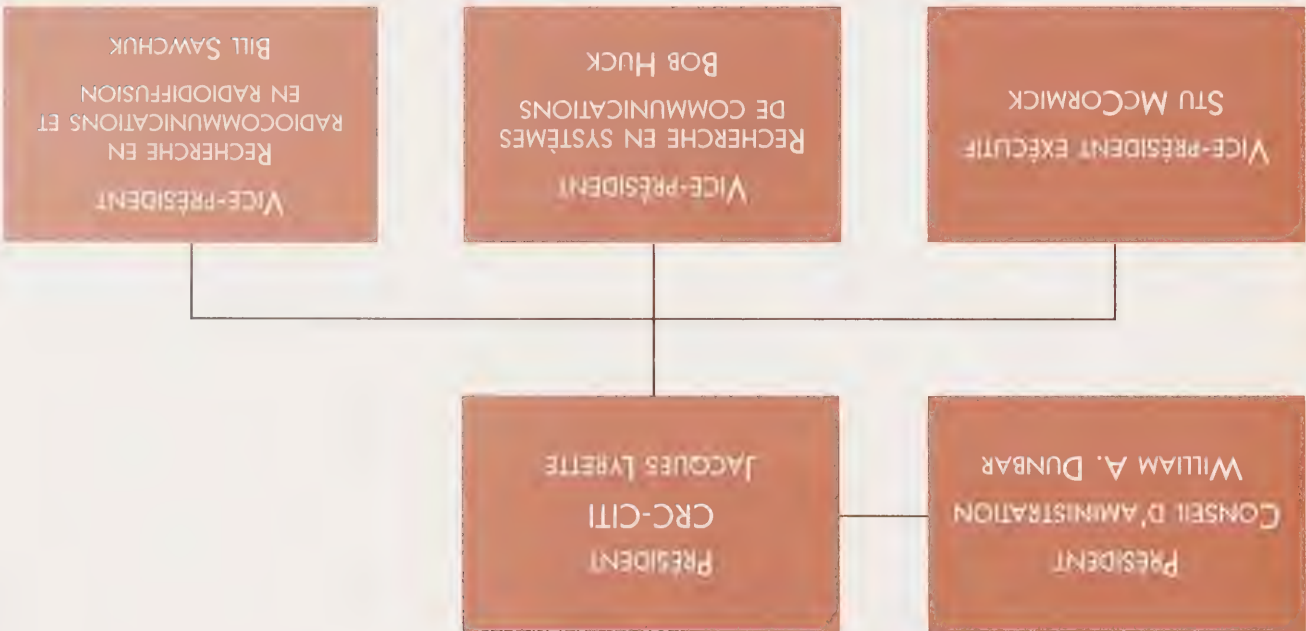 PRÉSIDENT
CONSEIL D'AMINISTRATION
WILLIAM A. DUNBAR
PRÉSIDENT
CRC-CITI
JACQUES LYRETTE
VICE-PRÉSIDENT EXÉCUTIF
STU MCCORMICK
VICE-PRÉSIDENT
RECHERCHE EN SYSTÈMES
DE COMMUNICATIONS
BOB HUCK
VICE-PRÉSIDENT
RECHERCHE EN
RADIOCOMMUNICATIONS ET
EN RADIODIFFUSION
BILL SAWCHUK